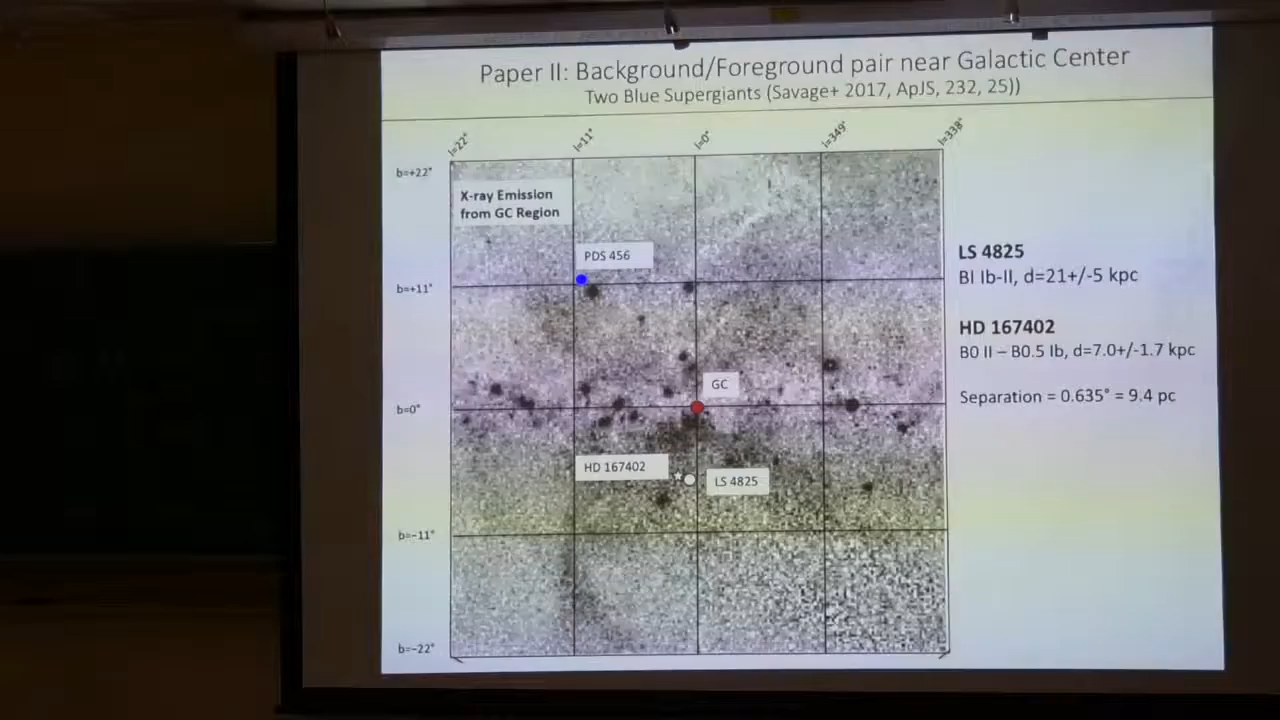 Paper II: Background/Foreground pair near Galactic Center
Two Blue Supergiants (Savage+ 2017, ApJS, 232, 25))
l=22°
l=11°
l=0°
l=349°
l=338°
b=+22°
X-ray Emission
from GC Region
PDS 456
b=+11°
GC
b=0°
HD 167402
LS 4825
b=-11°
b=-22°
LS 4825
BI Ib-II, d=21+/-5 kpc
HD 167402
B0 II – B0.5 Ib, d=7.0+/-1.7 kpc
Separation = 0.635° = 9.4 pc